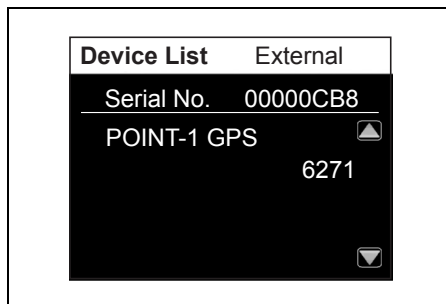 Device List External
Serial No. 00000CB8
POINT-1 GPS
6271